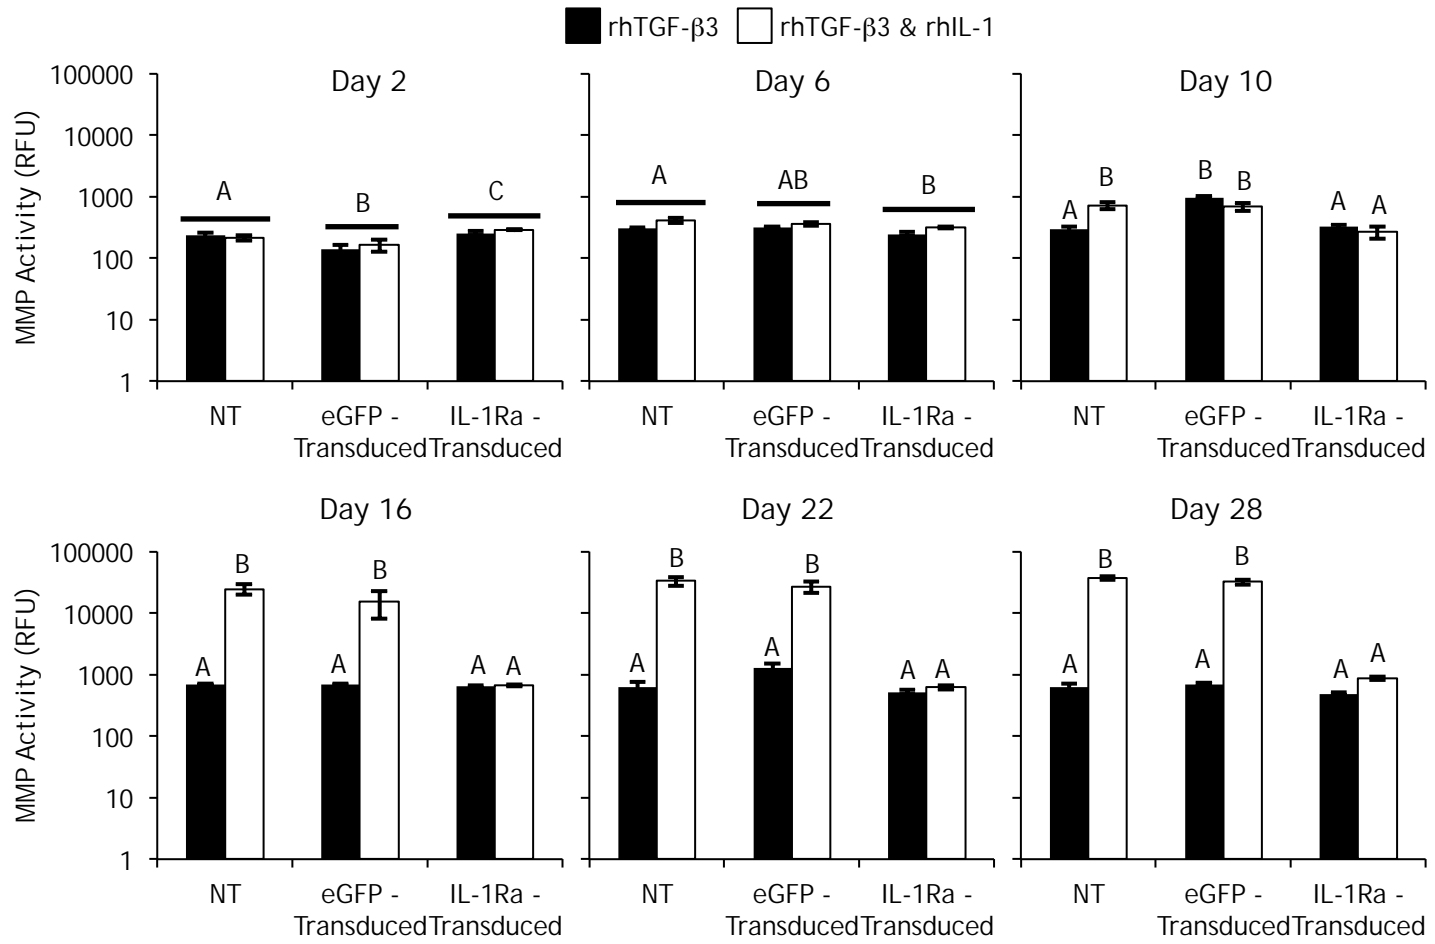 rhTGF-β3 rhTGF-β3 & rhIL-1
Day 2 Day 6 Day 10
MMP Activity (RFU)
100000
10000
1000
100
10
1
A B C
A AB B
A B B B A A
NT eGFP - IL-1Ra - NT eGFP - IL-1Ra - NT eGFP - IL-1Ra -
Transduced Transduced Transduced Transduced Transduced Transduced
Day 16 Day 22 Day 28
MMP Activity (RFU)
100000
10000
1000
100
10
1
A B A B A A
A B A B A A
A B A B A A
NT eGFP - IL-1Ra - NT eGFP - IL-1Ra - NT eGFP - IL-1Ra -
Transduced Transduced Transduced Transduced Transduced Transduced